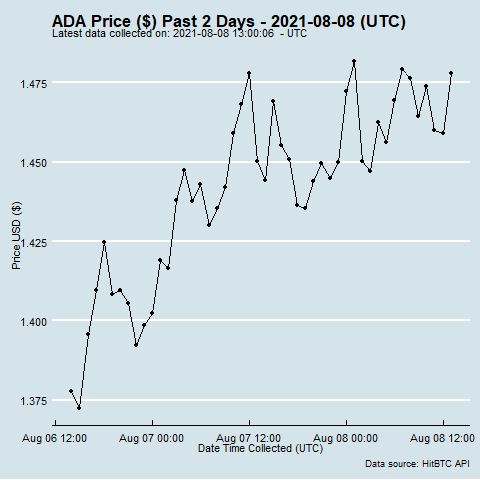 ADA Price ($) Past 2 Days - 2021-08-08 (UTC)
Latest data collected on: 2021-08-08 13:00:06 - UTC
1.475
1.450
1.425
1.400
1.375
Price USD ($)
Aug 06 12:00 Aug 07 00:00 Aug 07 12:00 Aug 08 00:00 Aug 08 12:00
Date Time Collected (UTC)
Data source: HitBTC API